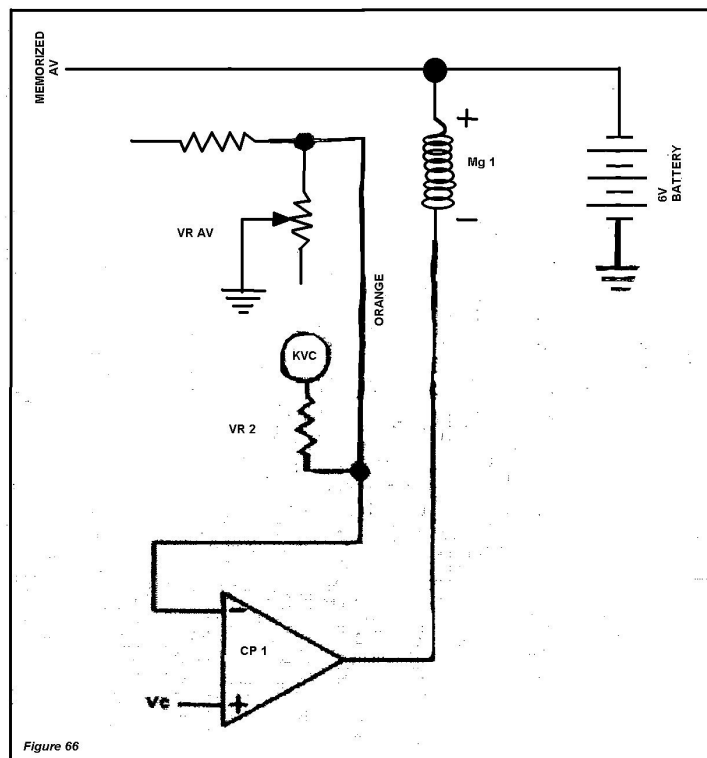 MEMORIZED
AV
+
Mg 1
−
6V
BATTERY
VR AV
ORANGE
KVC
VR 2
−
CP 1
Vc
+
Figure 66